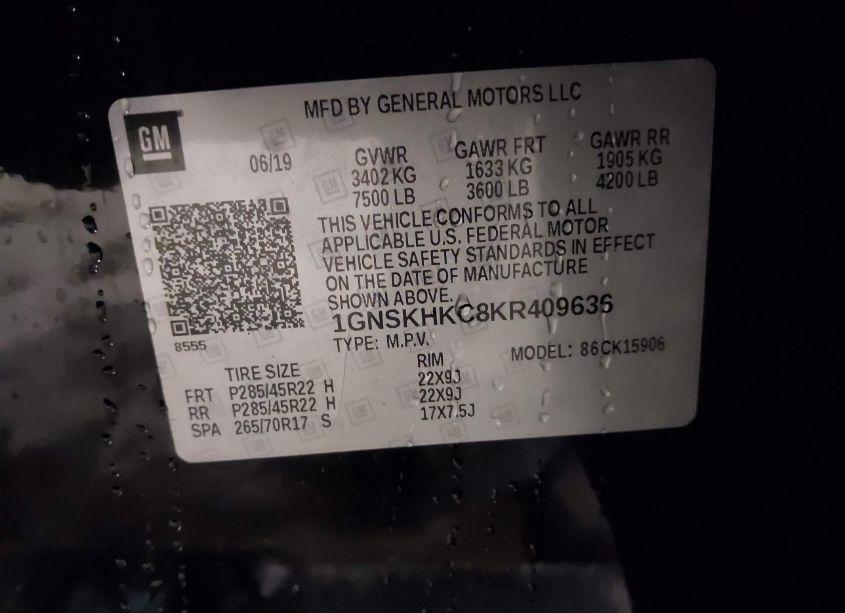 MFD BY GENERAL MOTORS LLC
GM
06/19 GVWR GAWR FRT GAWR RR
3402 KG 1633 KG 1905 KG
7500 LB 3600 LB 4200 LB
THIS VEHICLE CONFORMS TO ALL
APPLICABLE U.S. FEDERAL MOTOR
VEHICLE SAFETY STANDARDS IN EFFECT
ON THE DATE OF MANUFACTURE
SHOWN ABOVE.
1GNSKHKC8KR409636
8555
TYPE: M.P.V. MODEL: 86CK15906
TIRE SIZE RIM
FRT P285/45R22 H 22X9J
RR P285/45R22 H 22X9J
SPA 265/70R17 S 17X7.5J